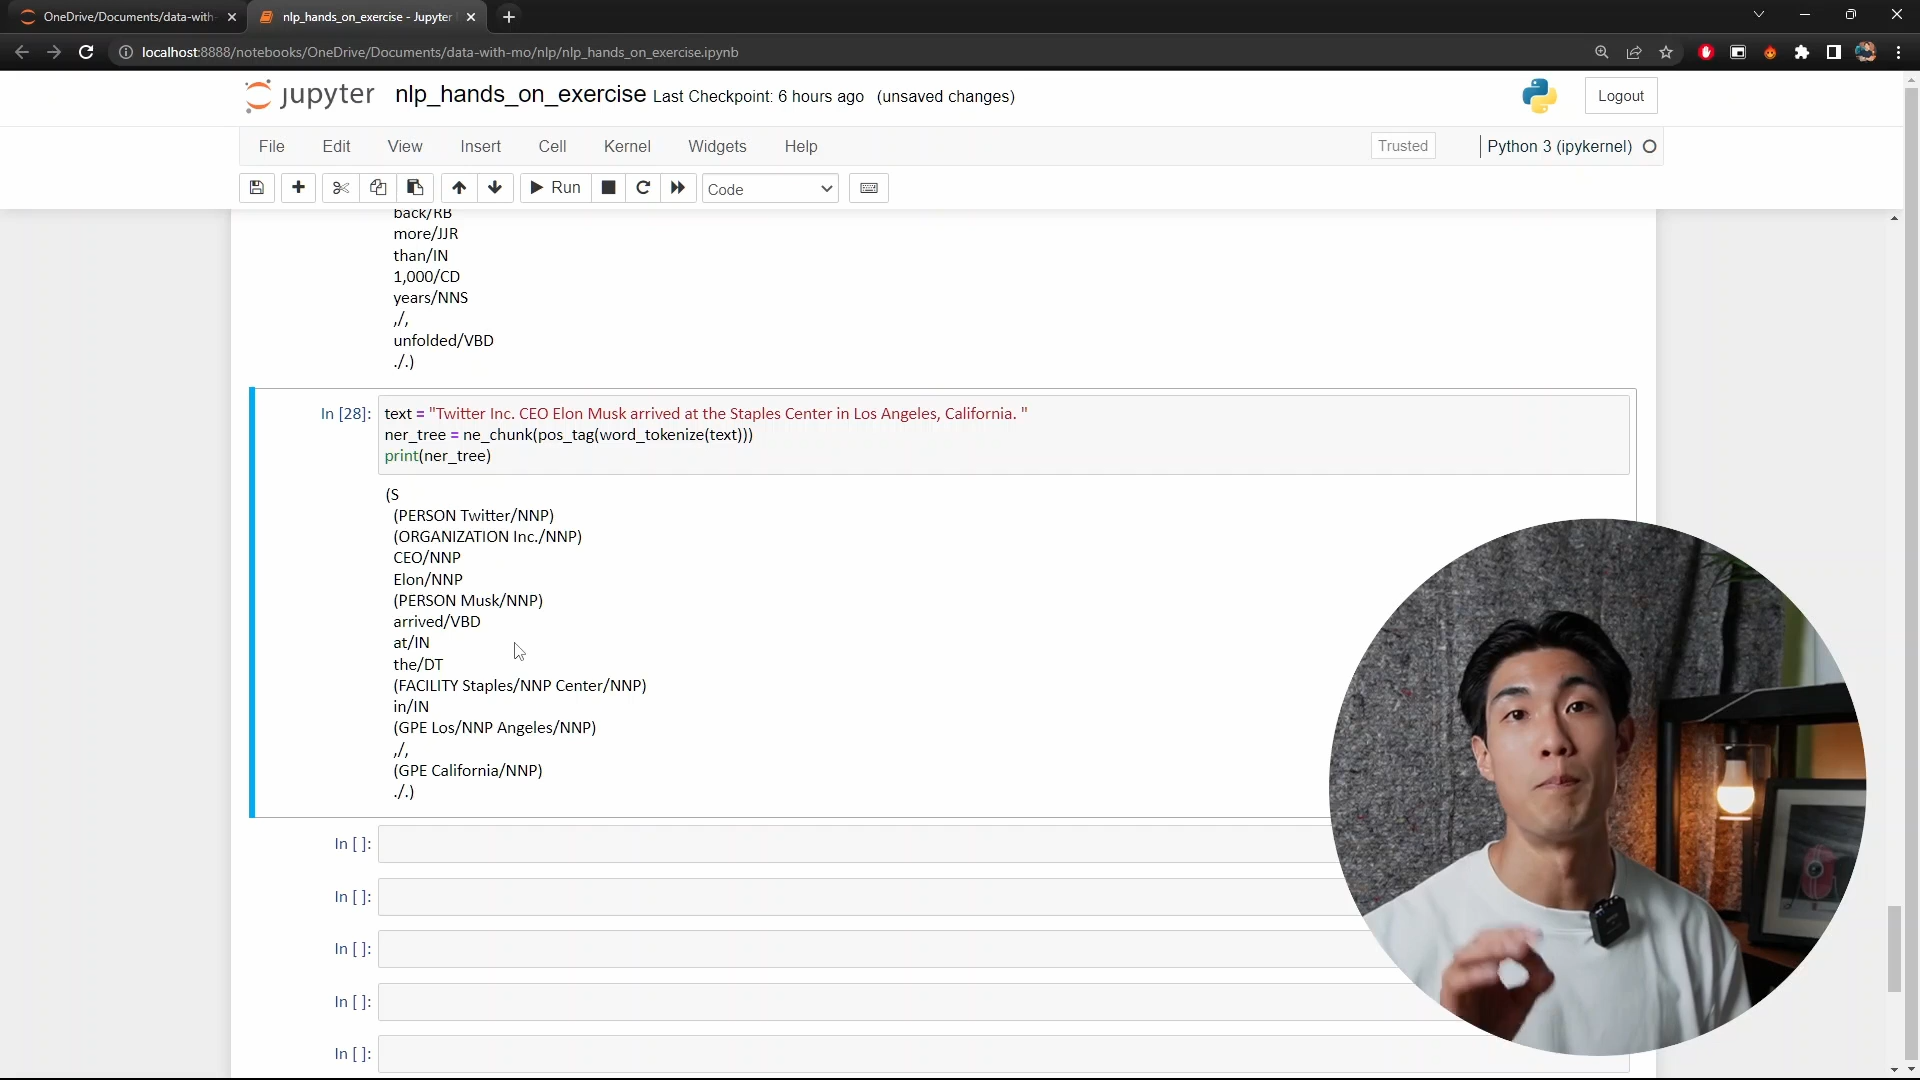 OneDrive/Documents/data-with-
nlp_hands_on_exercise - Jupyter
localhost:8888/notebooks/OneDrive/Documents/data-with-mo/nlp/nlp_hands_on_exercise.ipynb
jupyter nlp_hands_on_exercise Last Checkpoint: 6 hours ago (unsaved changes)
Logout
File Edit View Insert Cell Kernel Widgets Help
Trusted
Python 3 (ipykernel)
Run
Code
back/RB
more/JJR
than/IN
1,000/CD
years/NNS
,/,
unfolded/VBD
./.)
In [28]:
text = "Twitter Inc. CEO Elon Musk arrived at the Staples Center in Los Angeles, California. "
ner_tree = ne_chunk(pos_tag(word_tokenize(text)))
print(ner_tree)
(S
(PERSON Twitter/NNP)
(ORGANIZATION Inc./NNP)
CEO/NNP
Elon/NNP
(PERSON Musk/NNP)
arrived/VBD
at/IN
the/DT
(FACILITY Staples/NNP Center/NNP)
in/IN
(GPE Los/NNP Angeles/NNP)
,/,
(GPE California/NNP)
./.)
In [ ]:
In [ ]:
In [ ]:
In [ ]:
In [ ]: